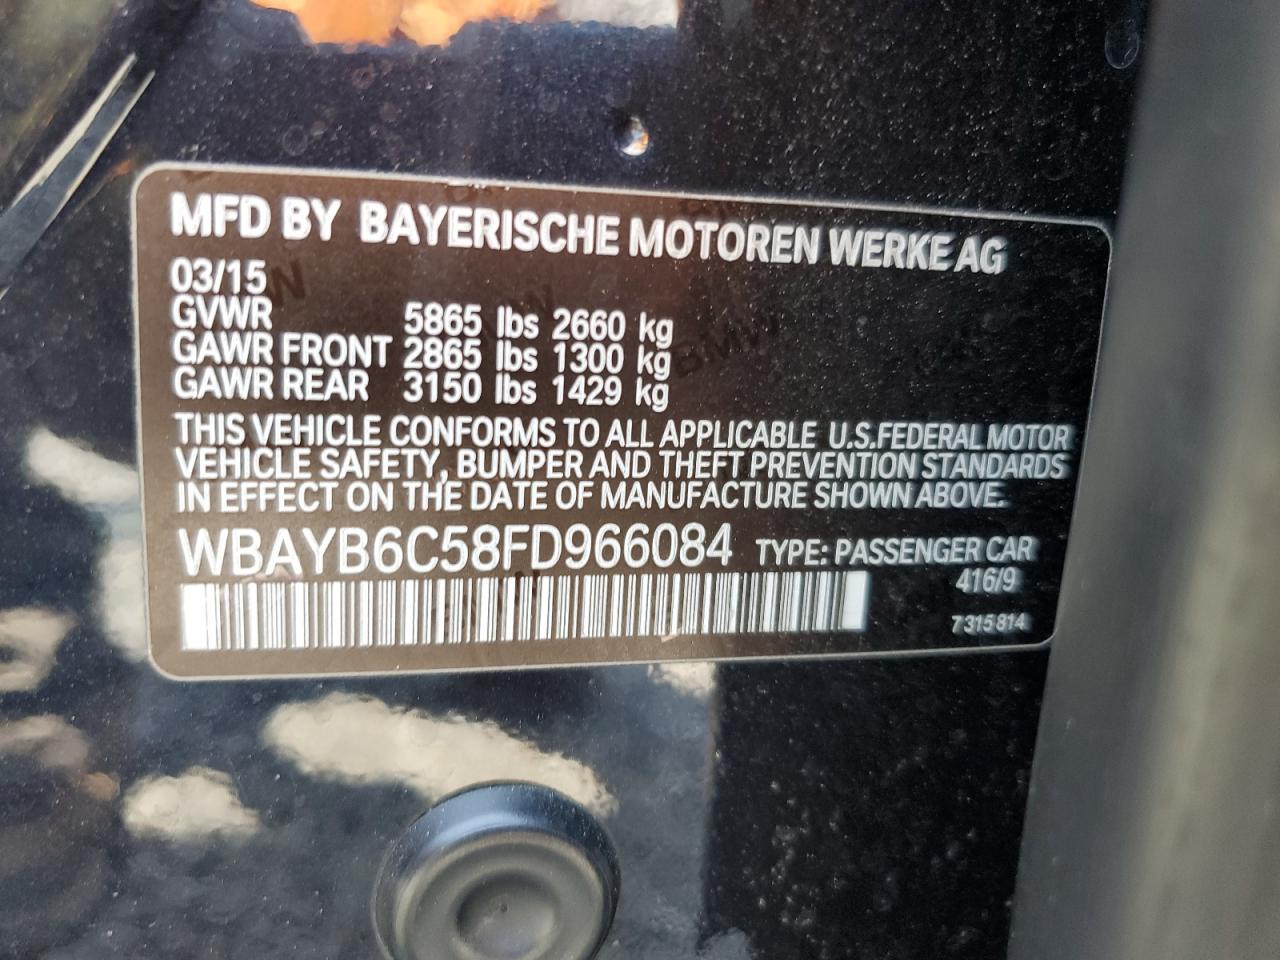 MFD BY BAYERISCHE MOTOREN WERKE AG
03/15
GVWR 5865 lbs 2660 kg
GAWR FRONT 2865 lbs 1300 kg
GAWR REAR 3150 lbs 1429 kg
THIS VEHICLE CONFORMS TO ALL APPLICABLE U.S.FEDERAL MOTOR
VEHICLE SAFETY, BUMPER AND THEFT PREVENTION STANDARDS
IN EFFECT ON THE DATE OF MANUFACTURE SHOWN ABOVE.
WBAYB6C58FD966084 TYPE: PASSENGER CAR
416/9
7 315 814